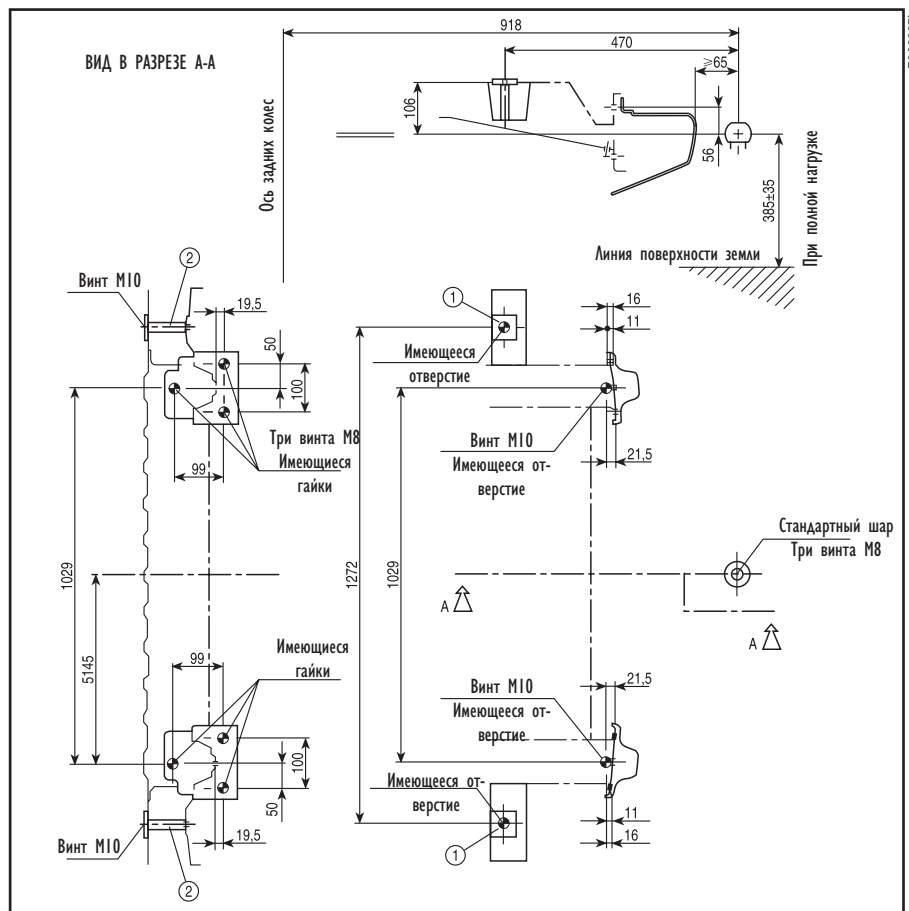 918
470
ВИД В РАЗРЕЗЕ А-А
≥65
106
56
Ось задних колес
385±35
При полной нагрузке
Линия поверхности земли
2
Винт М10
19,5
50
100
Три винта М8
Имеющиеся
гайки
99
1029
5145
Имеющиеся
гайки
99
100
50
19,5
Винт М10
2
1
16
11
Имеющееся
отверстие
Винт М10
Имеющееся от-
верстие
21,5
1272
1029
Стандартный шар
Три винта М8
А
А
21,5
Винт М10
Имеющееся от-
верстие
Имеющееся от-
верстие
11
16
1